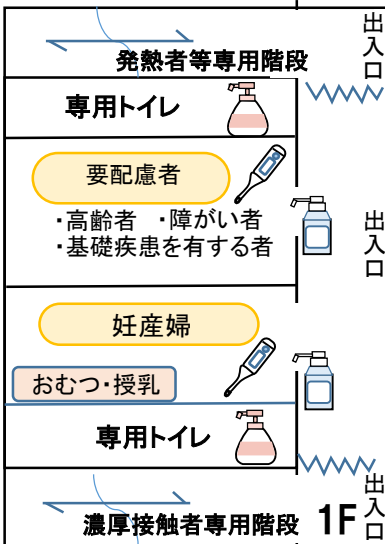 出入口
発熱者等専用階段
専用トイレ
要配慮者
・高齢者 ・障がい者
・基礎疾患を有する者
出入口
妊産婦
おむつ・授乳
専用トイレ
出入口
濃厚接触者専用階段
1F